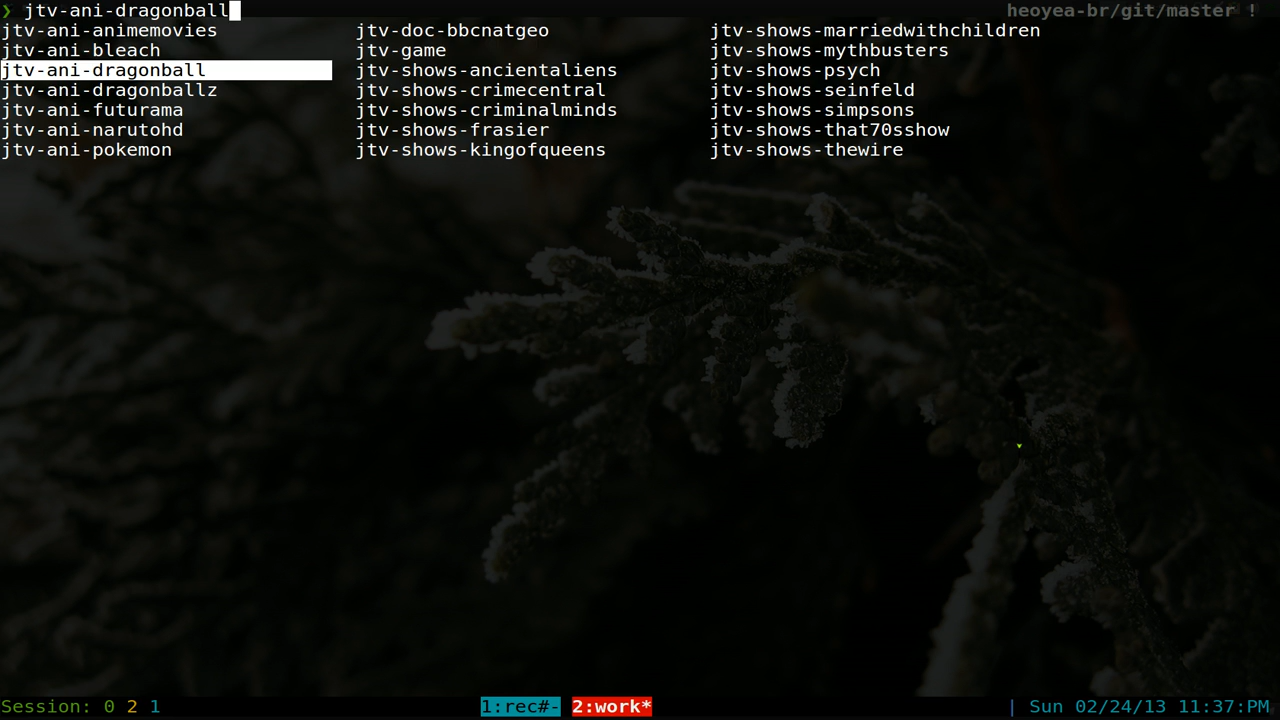 ❯ jtv-ani-dragonball heoyea-br/git/master !
jtv-ani-animemovies jtv-doc-bbcnatgeo jtv-shows-marriedwithchildren
jtv-ani-bleach jtv-game jtv-shows-mythbusters
jtv-ani-dragonball jtv-shows-ancientaliens jtv-shows-psych
jtv-ani-dragonballz jtv-shows-crimecentral jtv-shows-seinfeld
jtv-ani-futurama jtv-shows-criminalminds jtv-shows-simpsons
jtv-ani-narutohd jtv-shows-frasier jtv-shows-that70sshow
jtv-ani-pokemon jtv-shows-kingofqueens jtv-shows-thewire
Session: 0 2 1 1:rec#- 2:work* | Sun 02/24/13 11:37:PM